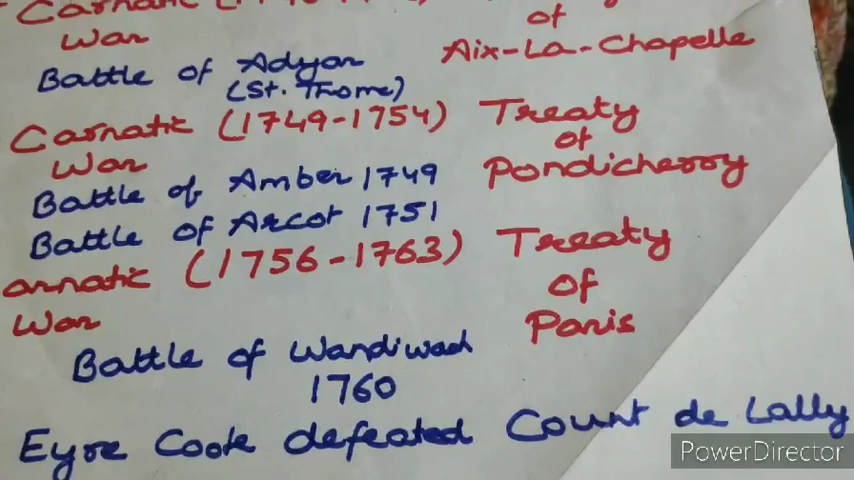 Carnatic
War
of
Aix-La-Chapelle
Battle of Adyar
(St. Thome)
Carnatic (1749-1754) Treaty
War of
Pondicherry
Battle of Amber 1749
Battle of Arcot 1751
arnatic (1756-1763) Treaty
War of
Paris
Battle of Wandiwash
1760
Eyre Coote defeated Count de Lally
PowerDirector